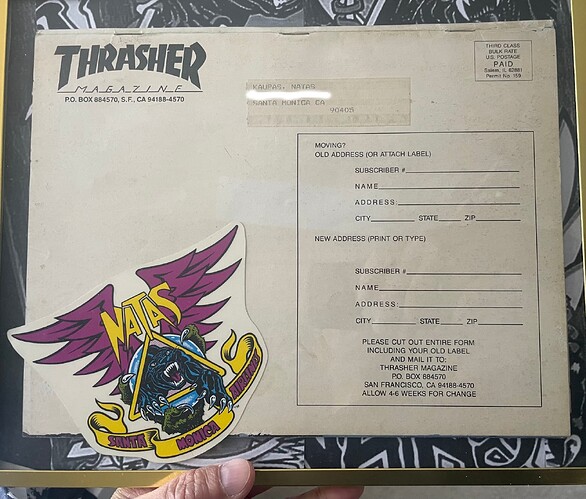 THRASHER
MAGAZINE
P.O. BOX 884570, S.F., CA 94188-4570
KAUPAS, NATAS
SANTA MONICA CA
90405
THIRD CLASS
BULK RATE
U.S. POSTAGE
PAID
Salem, IL 62881
Permit No. 159
MOVING?
OLD ADDRESS (OR ATTACH LABEL)
SUBSCRIBER #
NAME
ADDRESS:
CITY STATE ZIP
NEW ADDRESS (PRINT OR TYPE)
SUBSCRIBER #
NAME
ADDRESS:
CITY STATE ZIP
PLEASE CUT OUT ENTIRE FORM
INCLUDING YOUR OLD LABEL
AND MAIL IT TO:
THRASHER MAGAZINE
P.O. BOX 884570
SAN FRANCISCO, CA 94188-4570
ALLOW 4-6 WEEKS FOR CHANGE
NATAS
SANTA MONICA AIRLINES